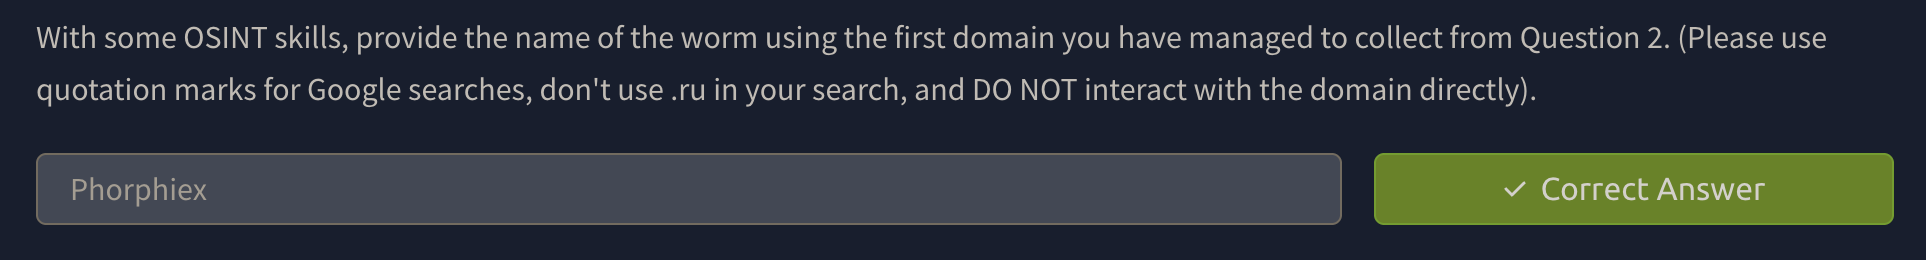 With some OSINT skills, provide the name of the worm using the first domain you have managed to collect from Question 2. (Please use
quotation marks for Google searches, don't use .ru in your search, and DO NOT interact with the domain directly).
Phorphiex
✓ Correct Answer